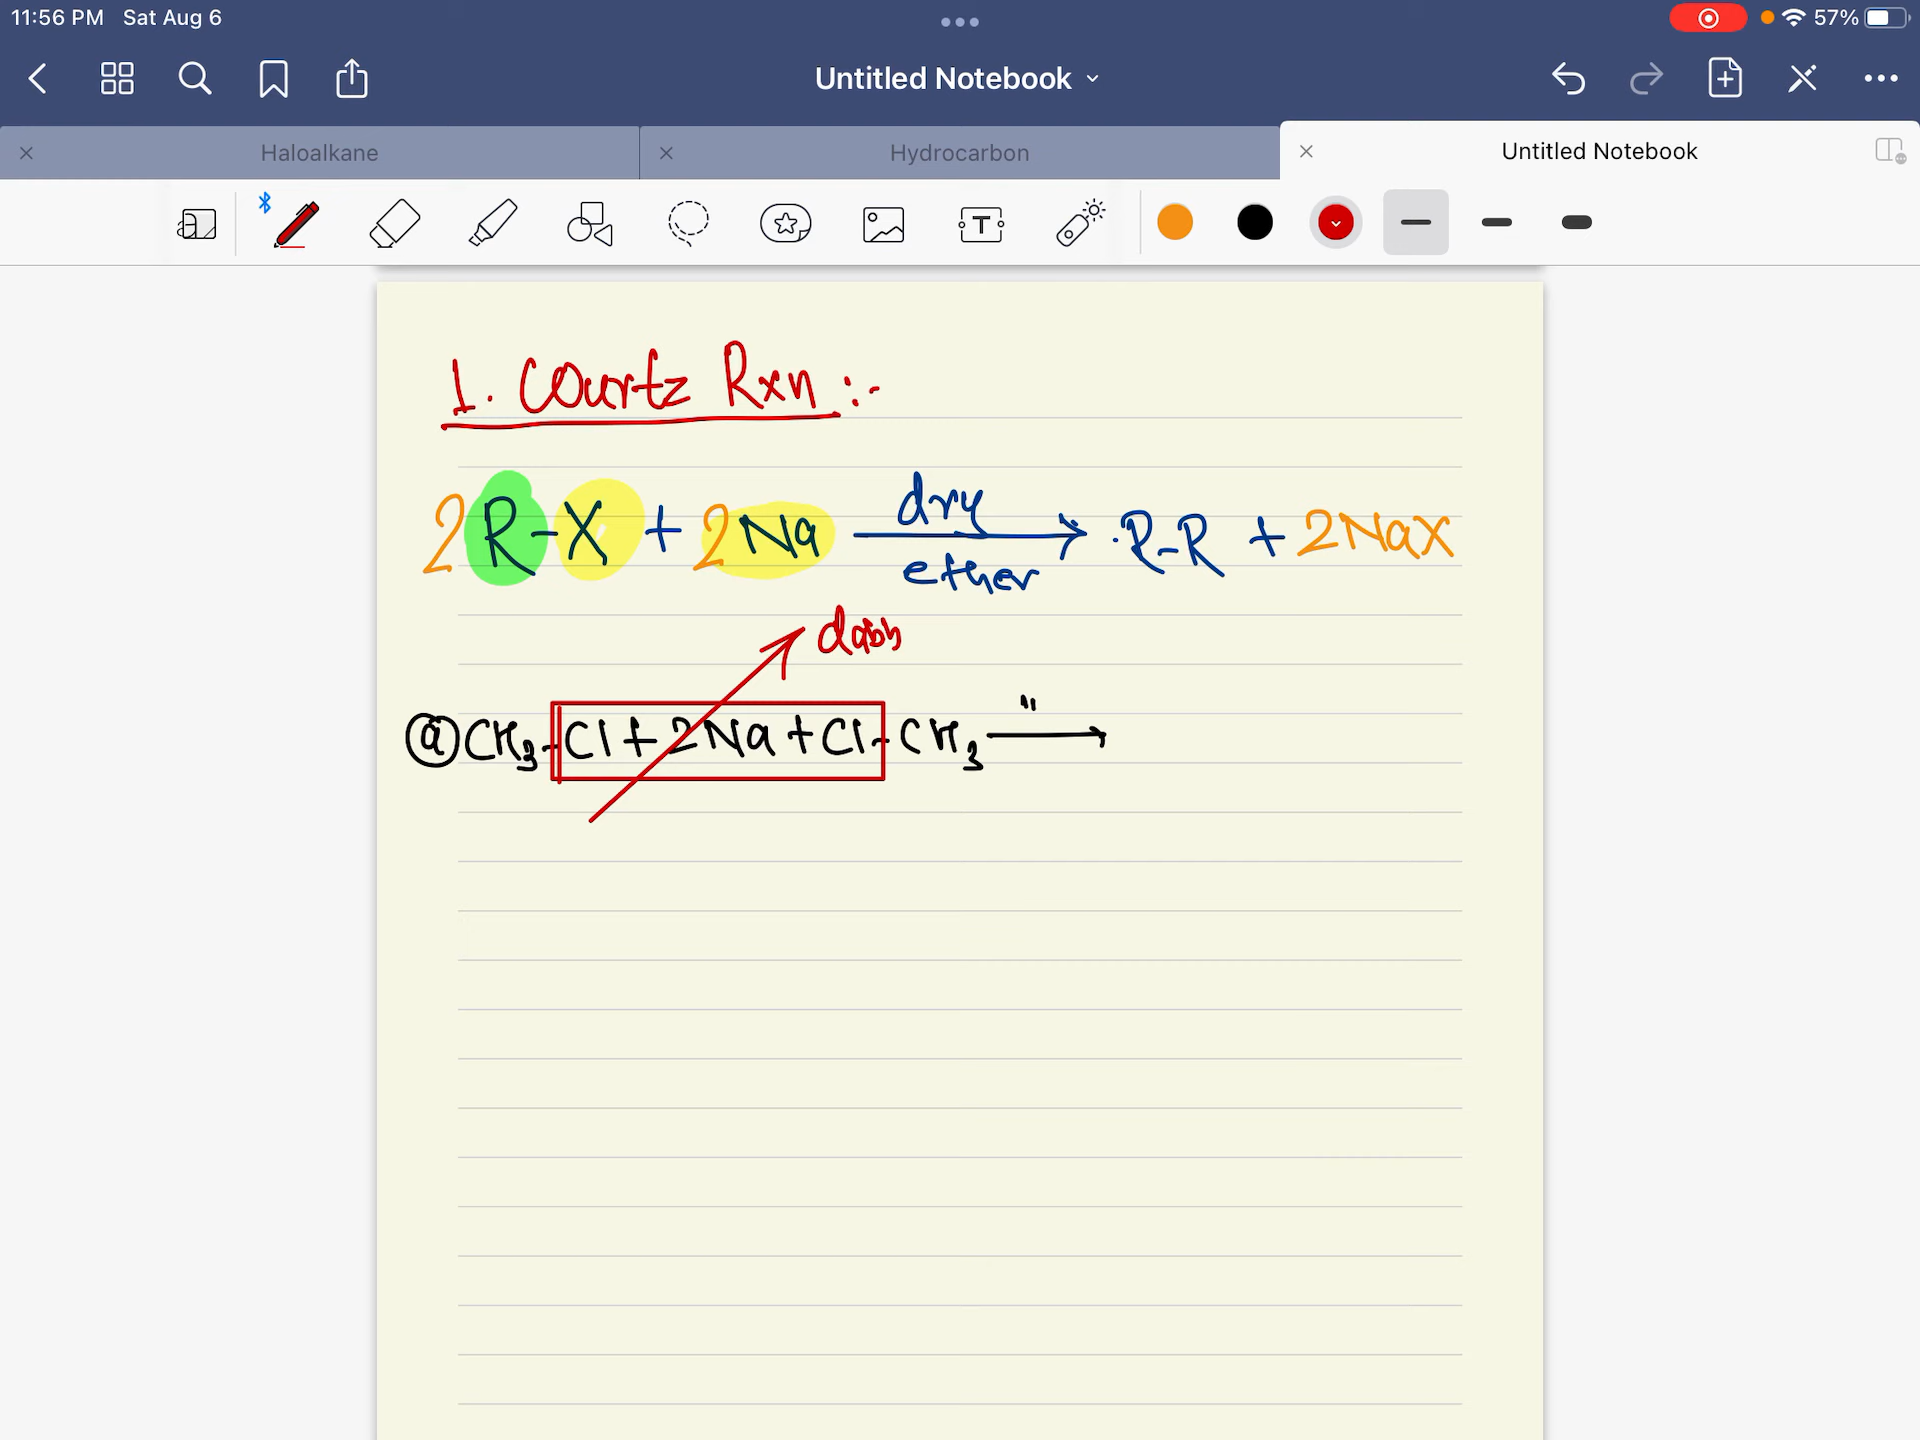 11:56 PM Sat Aug 6
57%
Untitled Notebook
Haloalkane
Hydrocarbon
Untitled Notebook
1. Wurtz Rxn :-
2R-X + 2Na dry ether → R-R + 2NaX
ⓐ CH₃-Cl + 2Na + Cl-CH₃ " →